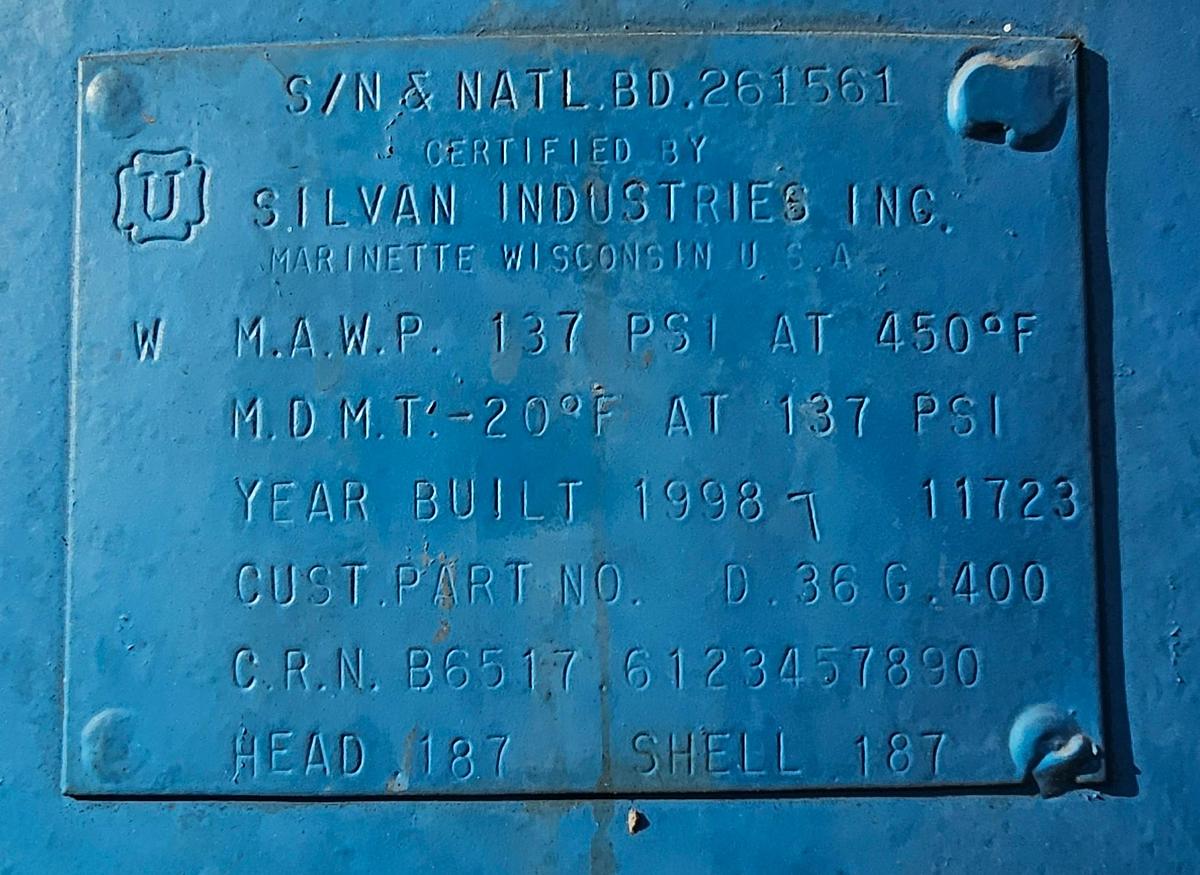 S/N & NATL.BD.261561
CERTIFIED BY
U
SILVAN INDUSTRIES INC.
MARINETTE WISCONSIN U.S.A
W M.A.W.P. 137 PSI AT 450°F
M.D.M.T.-20°F AT 137 PSI
YEAR BUILT 1998 7 11723
CUST.PART NO. D.36G.400
C.R.N. B6517 6123457890
HEAD .187 SHELL .187